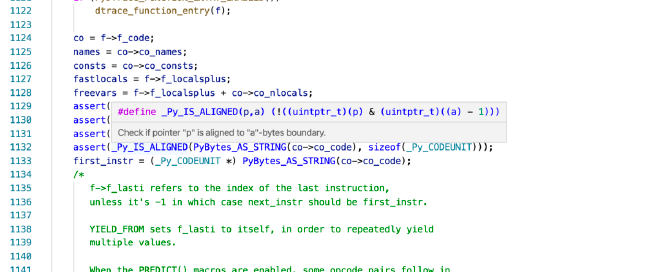 1122 dtrace_function_entry(f);
1123
1124 co = f->f_code;
1125 names = co->co_names;
1126 consts = co->co_consts;
1127 fastlocals = f->f_localsplus;
1128 freevars = f->f_localsplus + co->co_nlocals;
1129 assert(
#define _Py_IS_ALIGNED(p,a) (!((uintptr_t)(p) & (uintptr_t)((a) - 1)))
1130 assert(
1131 assert(
Check if pointer "p" is aligned to "a"-bytes boundary.
1132 assert(_Py_IS_ALIGNED(PyBytes_AS_STRING(co->co_code), sizeof(_Py_CODEUNIT)));
1133 first_instr = (_Py_CODEUNIT *) PyBytes_AS_STRING(co->co_code);
1134 /*
1135 f->f_lasti refers to the index of the last instruction,
1136 unless it's -1 in which case next_instr should be first_instr.
1137
1138 YIELD_FROM sets f_lasti to itself, in order to repeatedly yield
1139 multiple values.
1140
1141 When the PREDICT() macros are enabled, some opcode pairs follow in